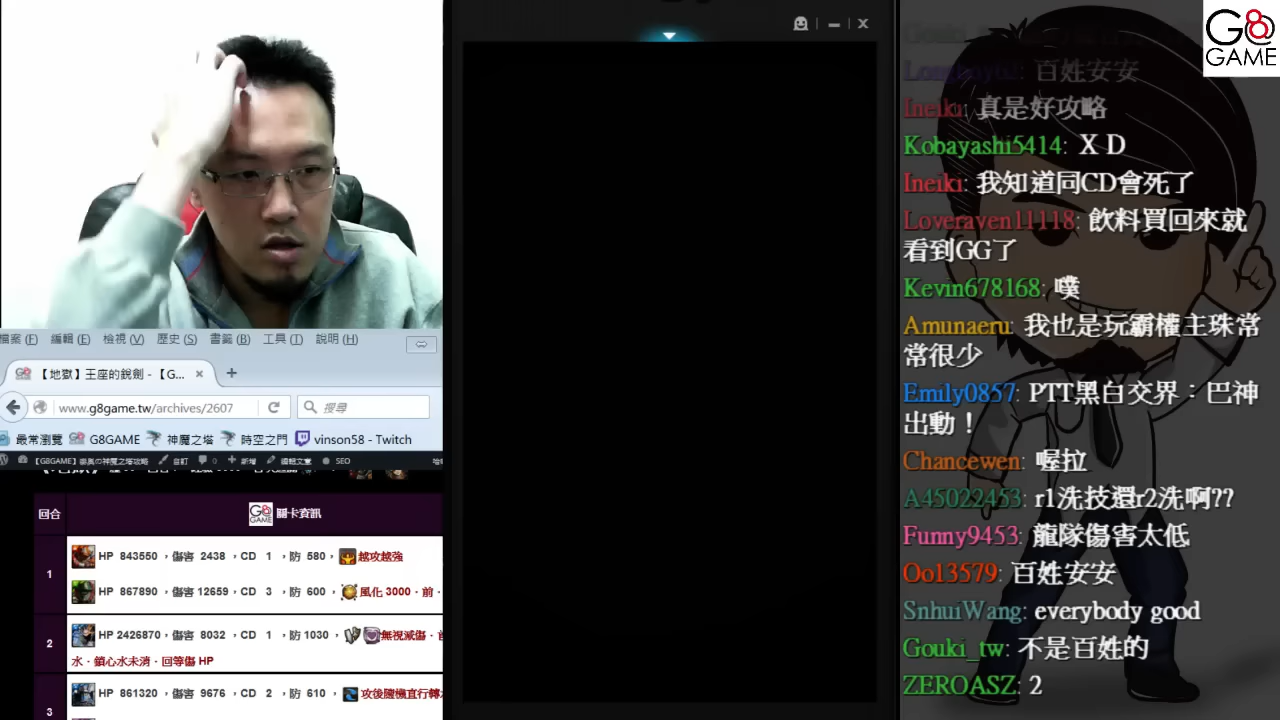 檔案 (F) 編輯 (E) 檢視 (V) 歷史 (S) 書籤 (B) 工具 (T) 說明 (H)
【地獄】王座的銳劍 - 【G...
www.g8game.tw/archives/2607
搜尋
最常瀏覽 G8GAME 神魔之塔 時空之門 vinson58 - Twitch
自訂 0 新增 SEO
回合
G8 GAME 關卡資訊
1
HP 843550 ，傷害 2438 ，CD 1 ，防 580，越攻越強
HP 867890 ，傷害 12659 ，CD 3 ，防 600，風化 3000．前．
2
HP 2426870，傷害 8032 ，CD 1 ，防 1030，無視減傷．
水．鎖心水未消．回等傷 HP
3
HP 861320 ，傷害 9676 ，CD 2 ，防 610，攻後隨機直行轉
G8
GAME
百姓安安
Ineiki: 真是好攻略
Kobayashi5414: X D
Ineiki: 我知道同CD會死了
Loveraven11118: 飲料買回來就
看到GG了
Kevin678168: 噗
Amunaeru: 我也是玩霸權主珠常
常很少
Emily0857: PTT黑白交界：巴神
出動！
Chancewen: 喔拉
A45022453: r1洗技還r2洗啊??
Funny9453: 龍隊傷害太低
Oo13579: 百姓安安
SnhuiWang: everybody good
Gouki_tw: 不是百姓的
ZEROASZ: 2